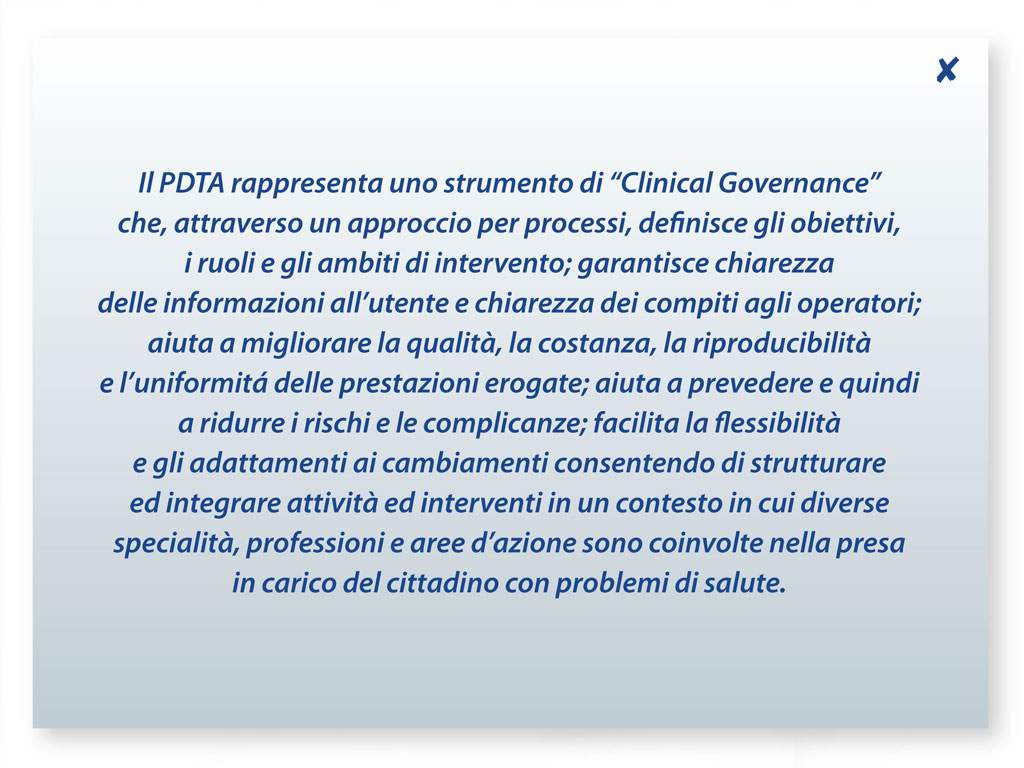 ✘
Il PDTA rappresenta uno strumento di “Clinical Governance”
che, attraverso un approccio per processi, definisce gli obiettivi,
i ruoli e gli ambiti di intervento; garantisce chiarezza
delle informazioni all’utente e chiarezza dei compiti agli operatori;
aiuta a migliorare la qualità, la costanza, la riproducibilità
e l’uniformitá delle prestazioni erogate; aiuta a prevedere e quindi
a ridurre i rischi e le complicanze; facilita la flessibilità
e gli adattamenti ai cambiamenti consentendo di strutturare
ed integrare attività ed interventi in un contesto in cui diverse
specialità, professioni e aree d’azione sono coinvolte nella presa
in carico del cittadino con problemi di salute.